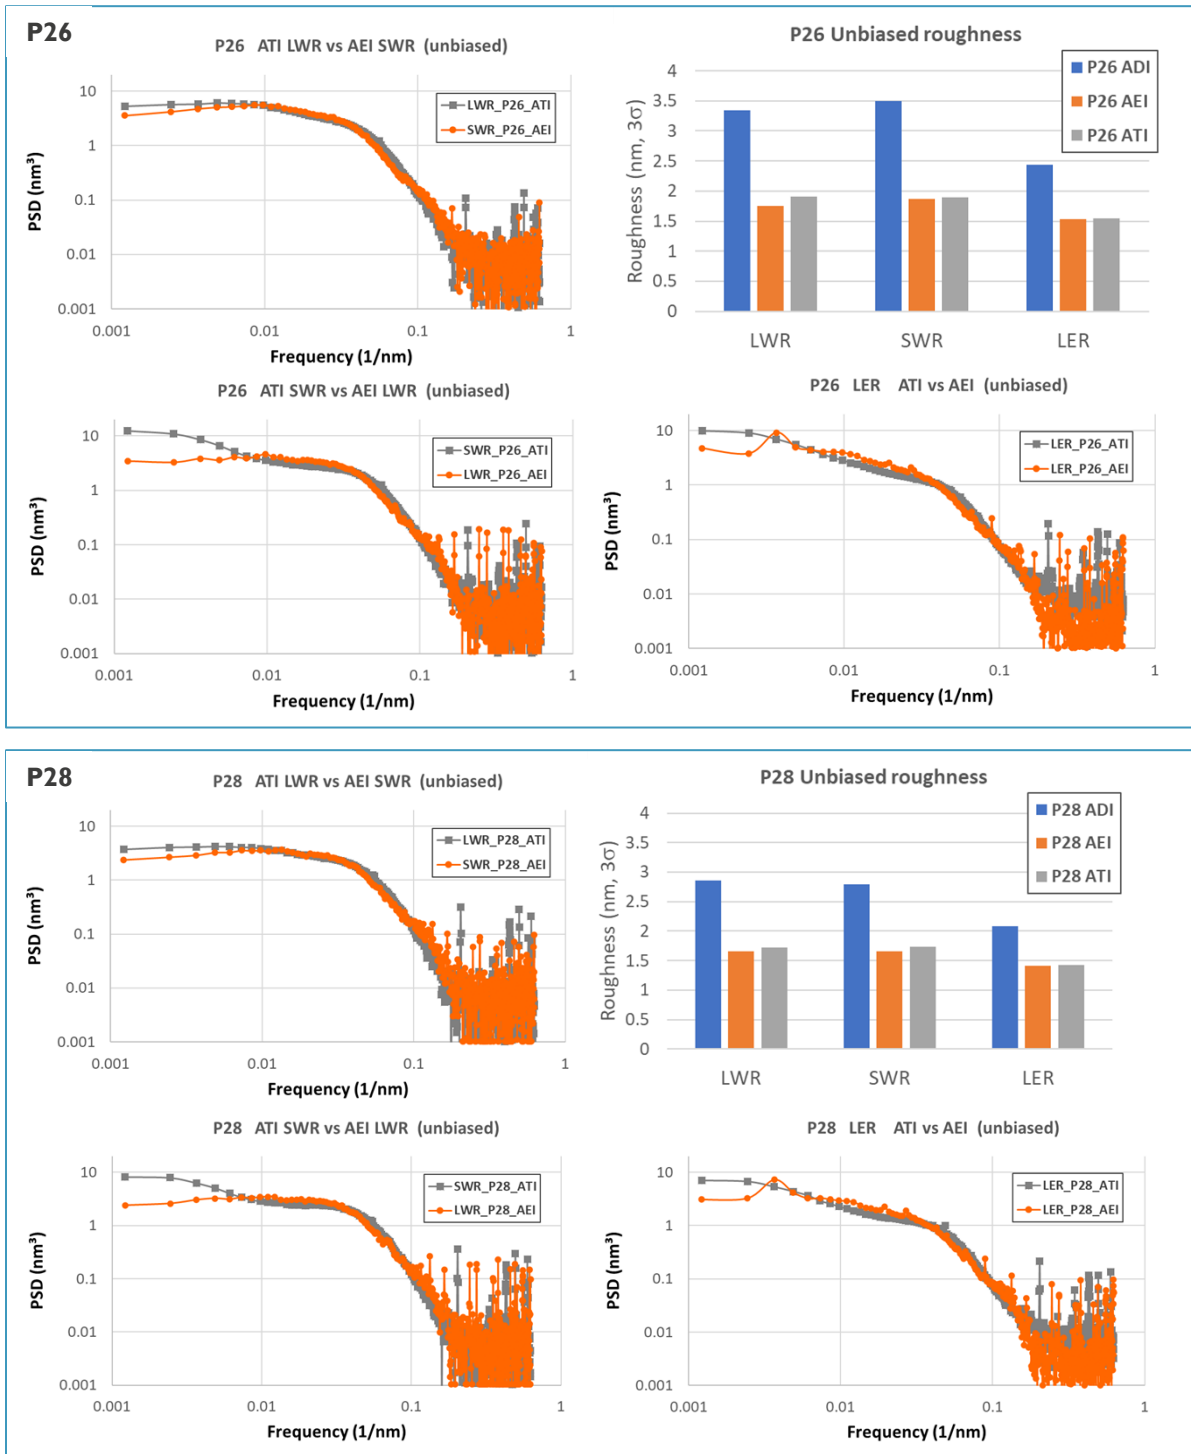 P26
P26 ATI LWR vs AEI SWR (unbiased)
10
1
0.1
0.01
0.001
PSD (nm³)
LWR_P26_ATI
SWR_P26_AEI
0.001 0.01 0.1 1
Frequency (1/nm)
P26 Unbiased roughness
4
3.5
3
2.5
2
1.5
1
0.5
0
Roughness (nm, 3σ)
P26 ADI
P26 AEI
P26 ATI
LWR SWR LER
P26 ATI SWR vs AEI LWR (unbiased)
10
1
0.1
0.01
0.001
PSD (nm³)
SWR_P26_ATI
LWR_P26_AEI
0.001 0.01 0.1 1
Frequency (1/nm)
P26 LER ATI vs AEI (unbiased)
10
1
0.1
0.01
0.001
PSD (nm³)
LER_P26_ATI
LER_P26_AEI
0.001 0.01 0.1 1
Frequency (1/nm)
P28
P28 ATI LWR vs AEI SWR (unbiased)
10
1
0.1
0.01
0.001
PSD (nm³)
LWR_P28_ATI
SWR_P28_AEI
0.001 0.01 0.1 1
Frequency (1/nm)
P28 Unbiased roughness
4
3.5
3
2.5
2
1.5
1
0.5
0
Roughness (nm, 3σ)
P28 ADI
P28 AEI
P28 ATI
LWR SWR LER
P28 ATI SWR vs AEI LWR (unbiased)
10
1
0.1
0.01
0.001
PSD (nm³)
SWR_P28_ATI
LWR_P28_AEI
0.001 0.01 0.1 1
Frequency (1/nm)
P28 LER ATI vs AEI (unbiased)
10
1
0.1
0.01
0.001
PSD (nm³)
LER_P28_ATI
LER_P28_AEI
0.001 0.01 0.1 1
Frequency (1/nm)